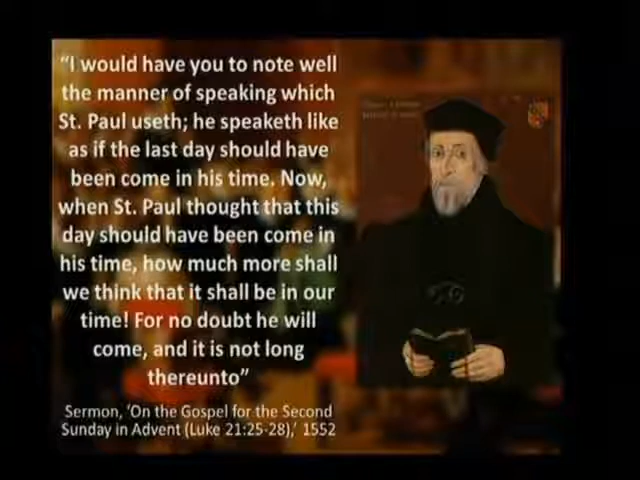 “I would have you to note well
the manner of speaking which
St. Paul useth; he speaketh like
as if the last day should have
been come in his time. Now,
when St. Paul thought that this
day should have been come in
his time, how much more shall
we think that it shall be in our
time! For no doubt he will
come, and it is not long
thereunto”
Sermon, ‘On the Gospel for the Second
Sunday in Advent (Luke 21:25-28),’ 1552